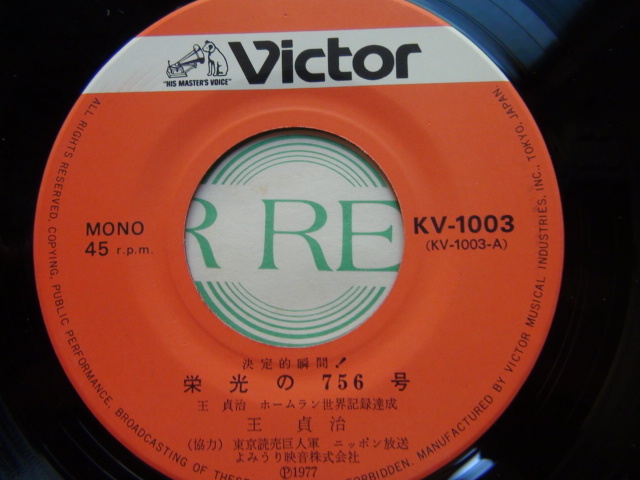 Victor
"HIS MASTER'S VOICE"
MONO
45 r.p.m.
KV-1003
(KV-1003-A)
R RE
決定的瞬間!
栄光の756号
王 貞治 ホームラン世界記録達成
王 貞治
(協力) 東京読売巨人軍 ニッポン放送
よみうり映音株式会社
Ⓟ1977
ALL RIGHTS RESERVED. COPYING, PUBLIC PERFORMANCE, BROADCASTING OF THESE FORBIDDEN. MANUFACTURED BY VICTOR MUSICAL INDUSTRIES, INC., TOKYO, JAPAN.